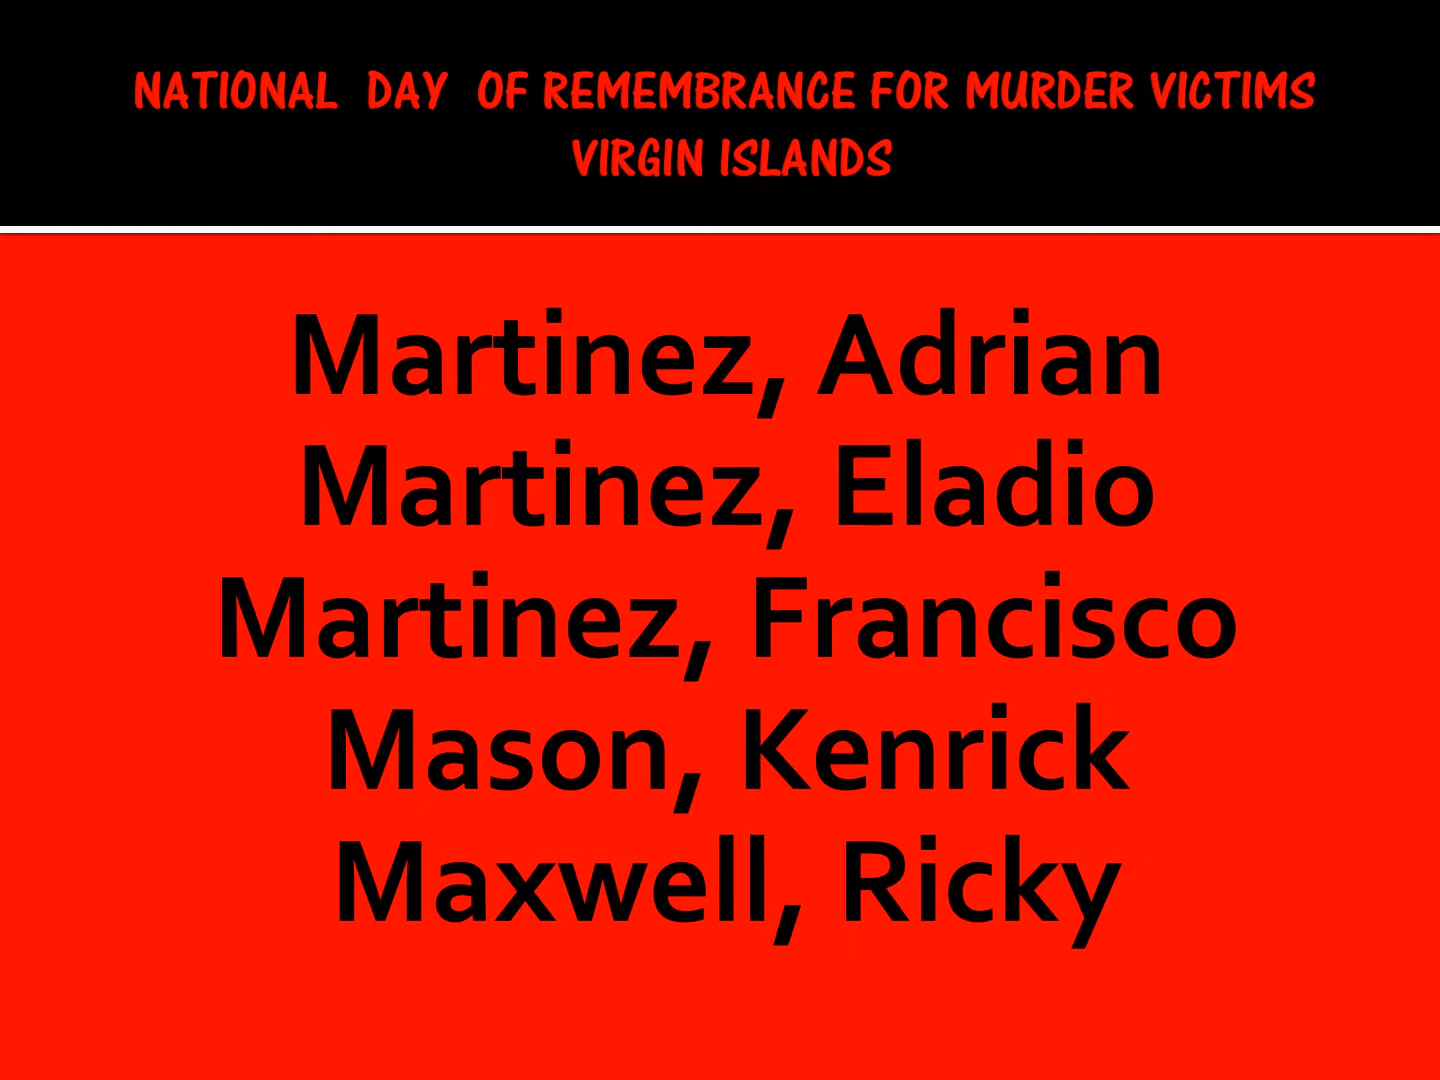 NATIONAL DAY OF REMEMBRANCE FOR MURDER VICTIMS
VIRGIN ISLANDS
Martinez, Adrian
Martinez, Eladio
Martinez, Francisco
Mason, Kenrick
Maxwell, Ricky